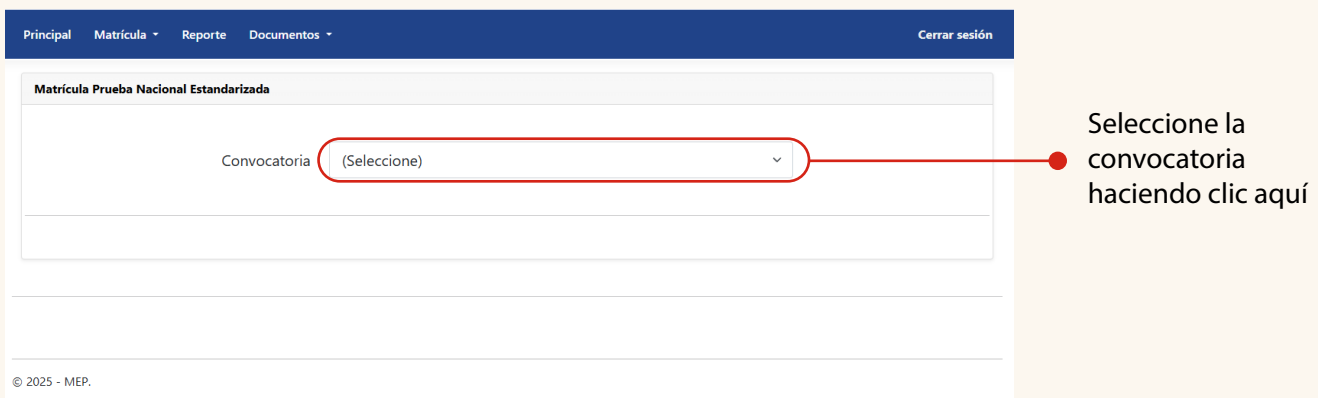 Principal Matrícula Reporte Documentos Cerrar sesión
Matrícula Prueba Nacional Estandarizada
Convocatoria (Seleccione)
Seleccione la
convocatoria
haciendo clic aquí
© 2025 - MEP.